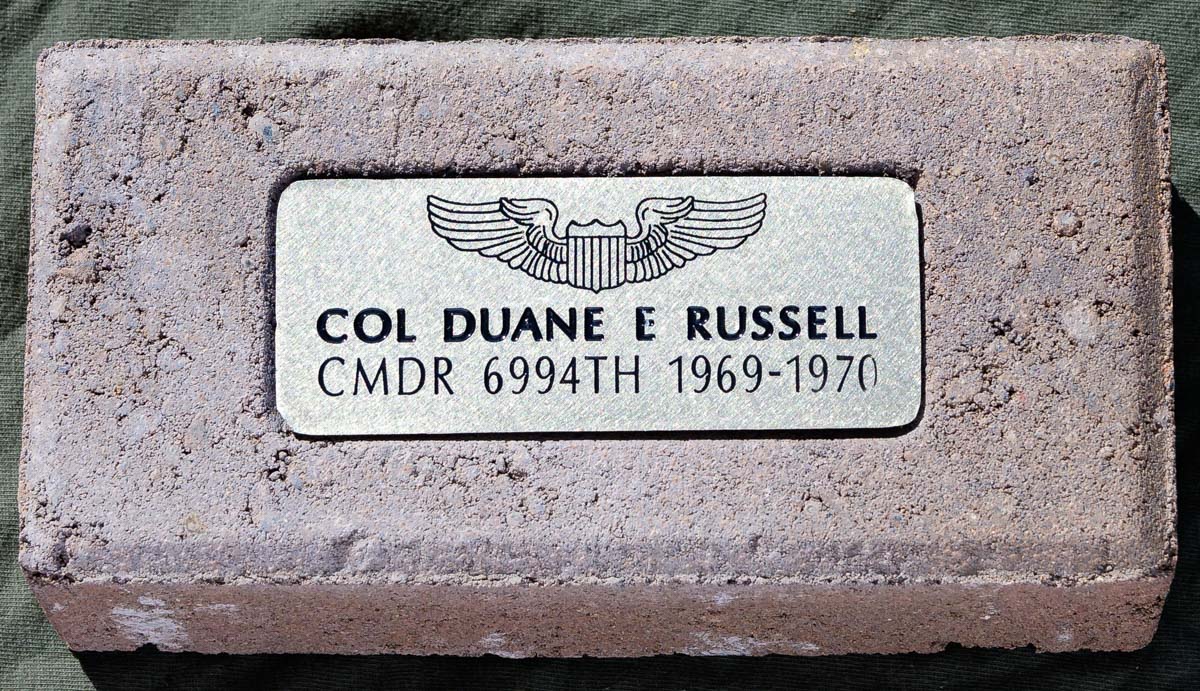 COL DUANE E RUSSELL
CMDR 6994TH 1969-1970